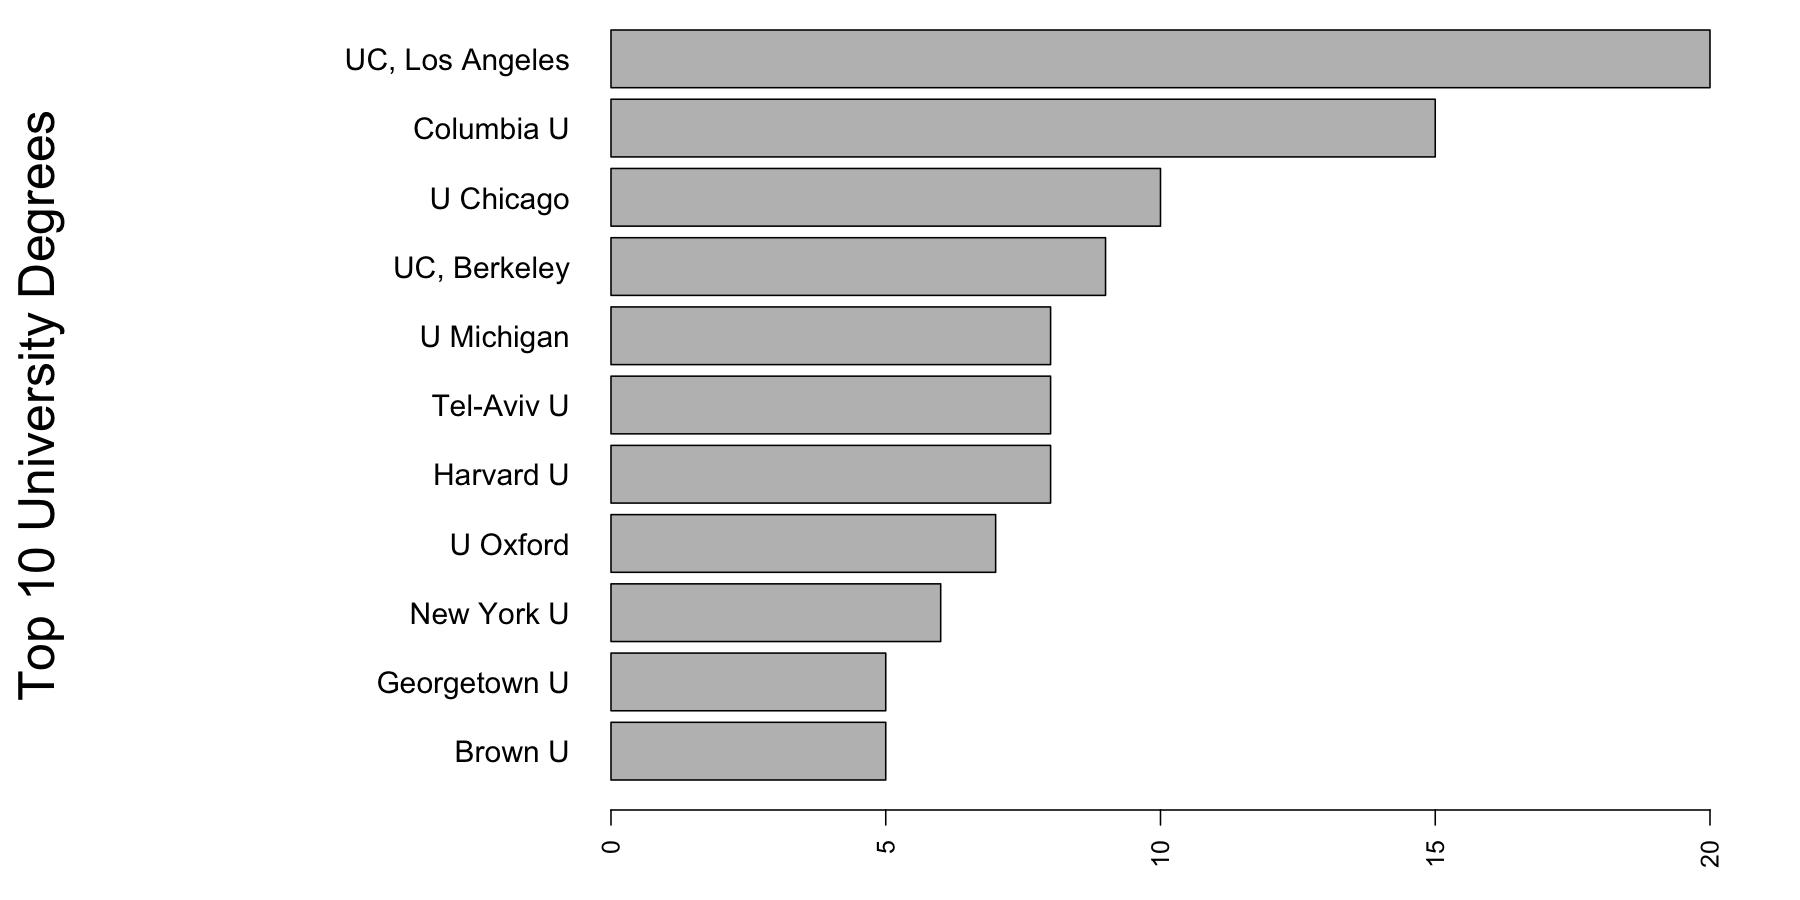 Top 10 University Degrees
UC, Los Angeles
Columbia U
U Chicago
UC, Berkeley
U Michigan
Tel-Aviv U
Harvard U
U Oxford
New York U
Georgetown U
Brown U
0 5 10 15 20